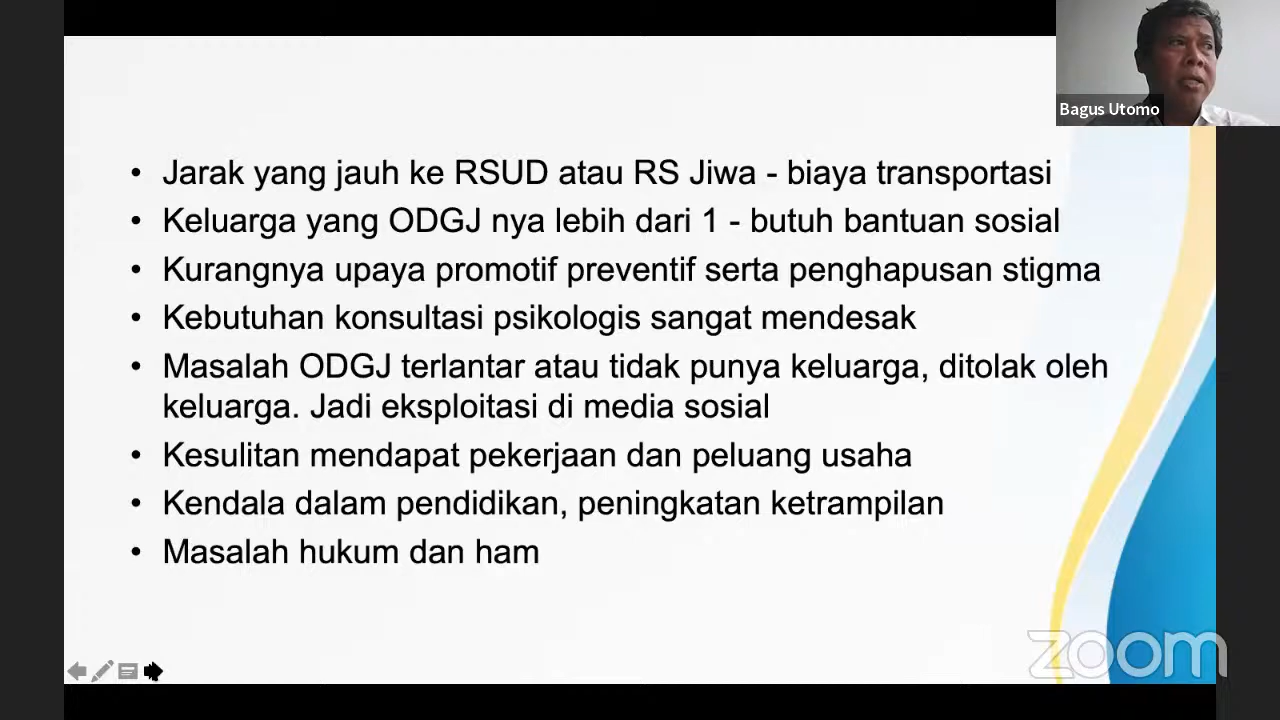 Bagus Utomo
• Jarak yang jauh ke RSUD atau RS Jiwa - biaya transportasi
• Keluarga yang ODGJ nya lebih dari 1 - butuh bantuan sosial
• Kurangnya upaya promotif preventif serta penghapusan stigma
• Kebutuhan konsultasi psikologis sangat mendesak
• Masalah ODGJ terlantar atau tidak punya keluarga, ditolak oleh
keluarga. Jadi eksploitasi di media sosial
• Kesulitan mendapat pekerjaan dan peluang usaha
• Kendala dalam pendidikan, peningkatan ketrampilan
• Masalah hukum dan ham
zoom